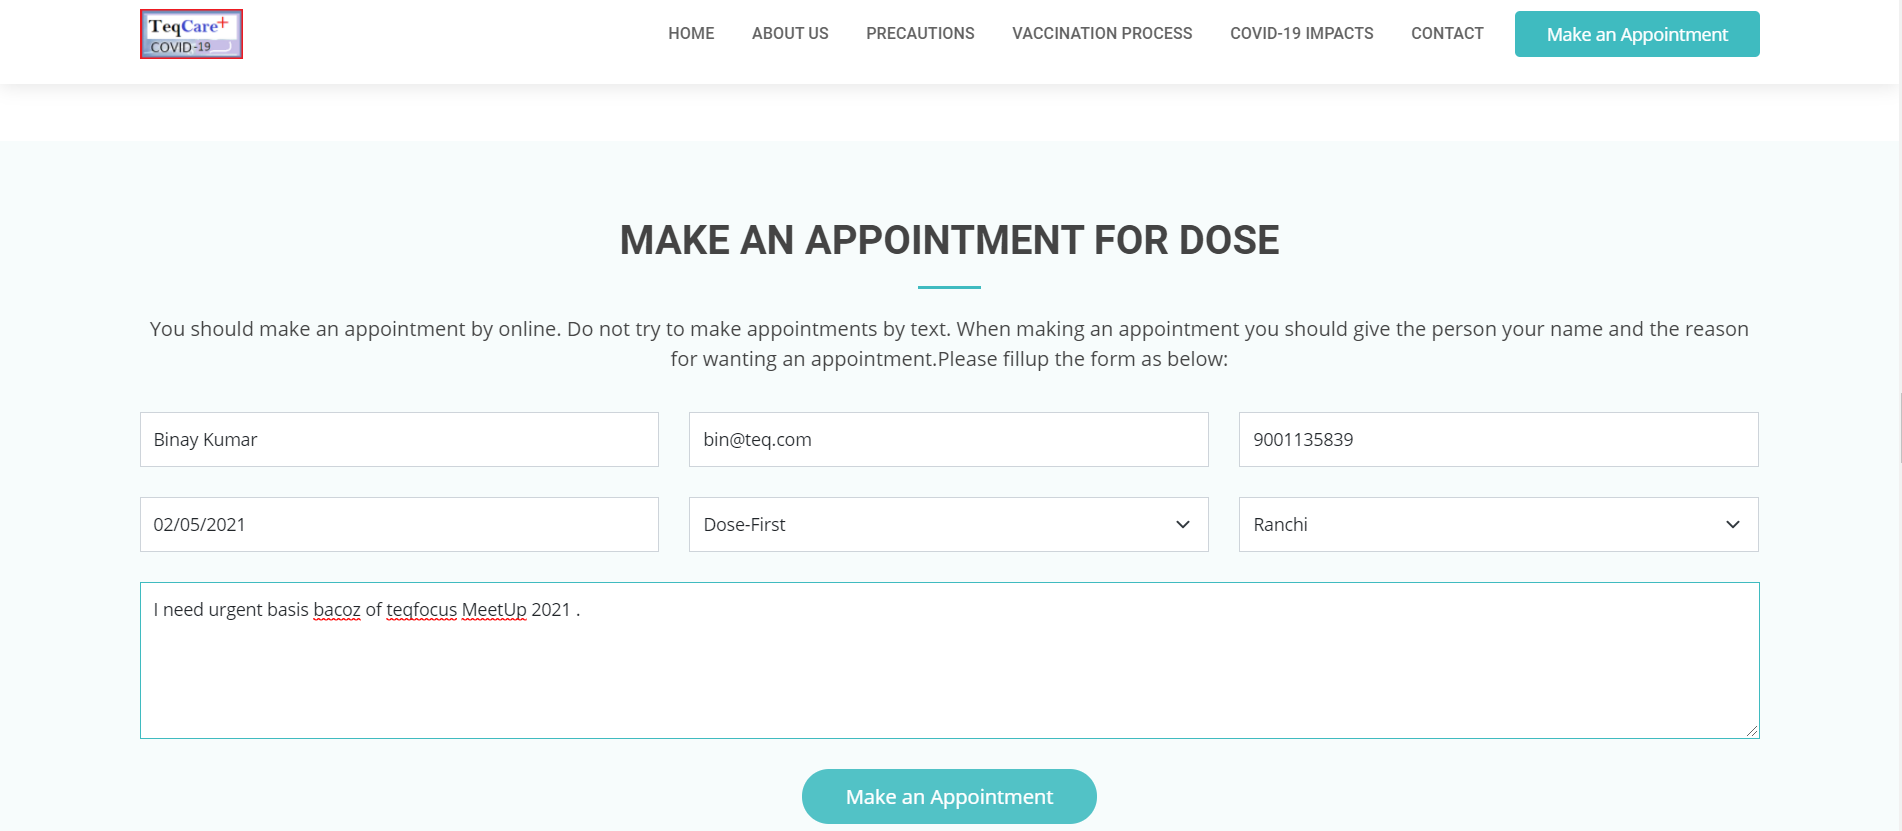 TeqCare+
COVID-19
HOME ABOUT US PRECAUTIONS VACCINATION PROCESS COVID-19 IMPACTS CONTACT Make an Appointment
MAKE AN APPOINTMENT FOR DOSE
You should make an appointment by online. Do not try to make appointments by text. When making an appointment you should give the person your name and the reason
for wanting an appointment.Please fillup the form as below:
Binay Kumar bin@teq.com 9001135839
02/05/2021 Dose-First Ranchi
I need urgent basis bacoz of teqfocus MeetUp 2021 .
Make an Appointment